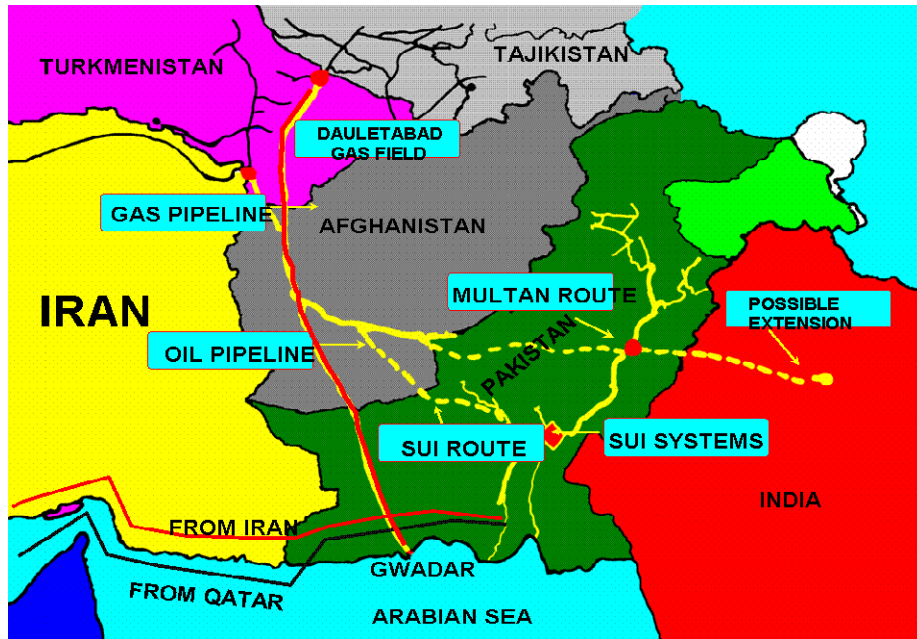 TURKMENISTAN
TAJIKISTAN
DAULETABAD
GAS FIELD
GAS PIPELINE
AFGHANISTAN
IRAN
MULTAN ROUTE
POSSIBLE
EXTENSION
OIL PIPELINE
PAKISTAN
SUI ROUTE
SUI SYSTEMS
INDIA
FROM IRAN
GWADAR
FROM QATAR
ARABIAN SEA